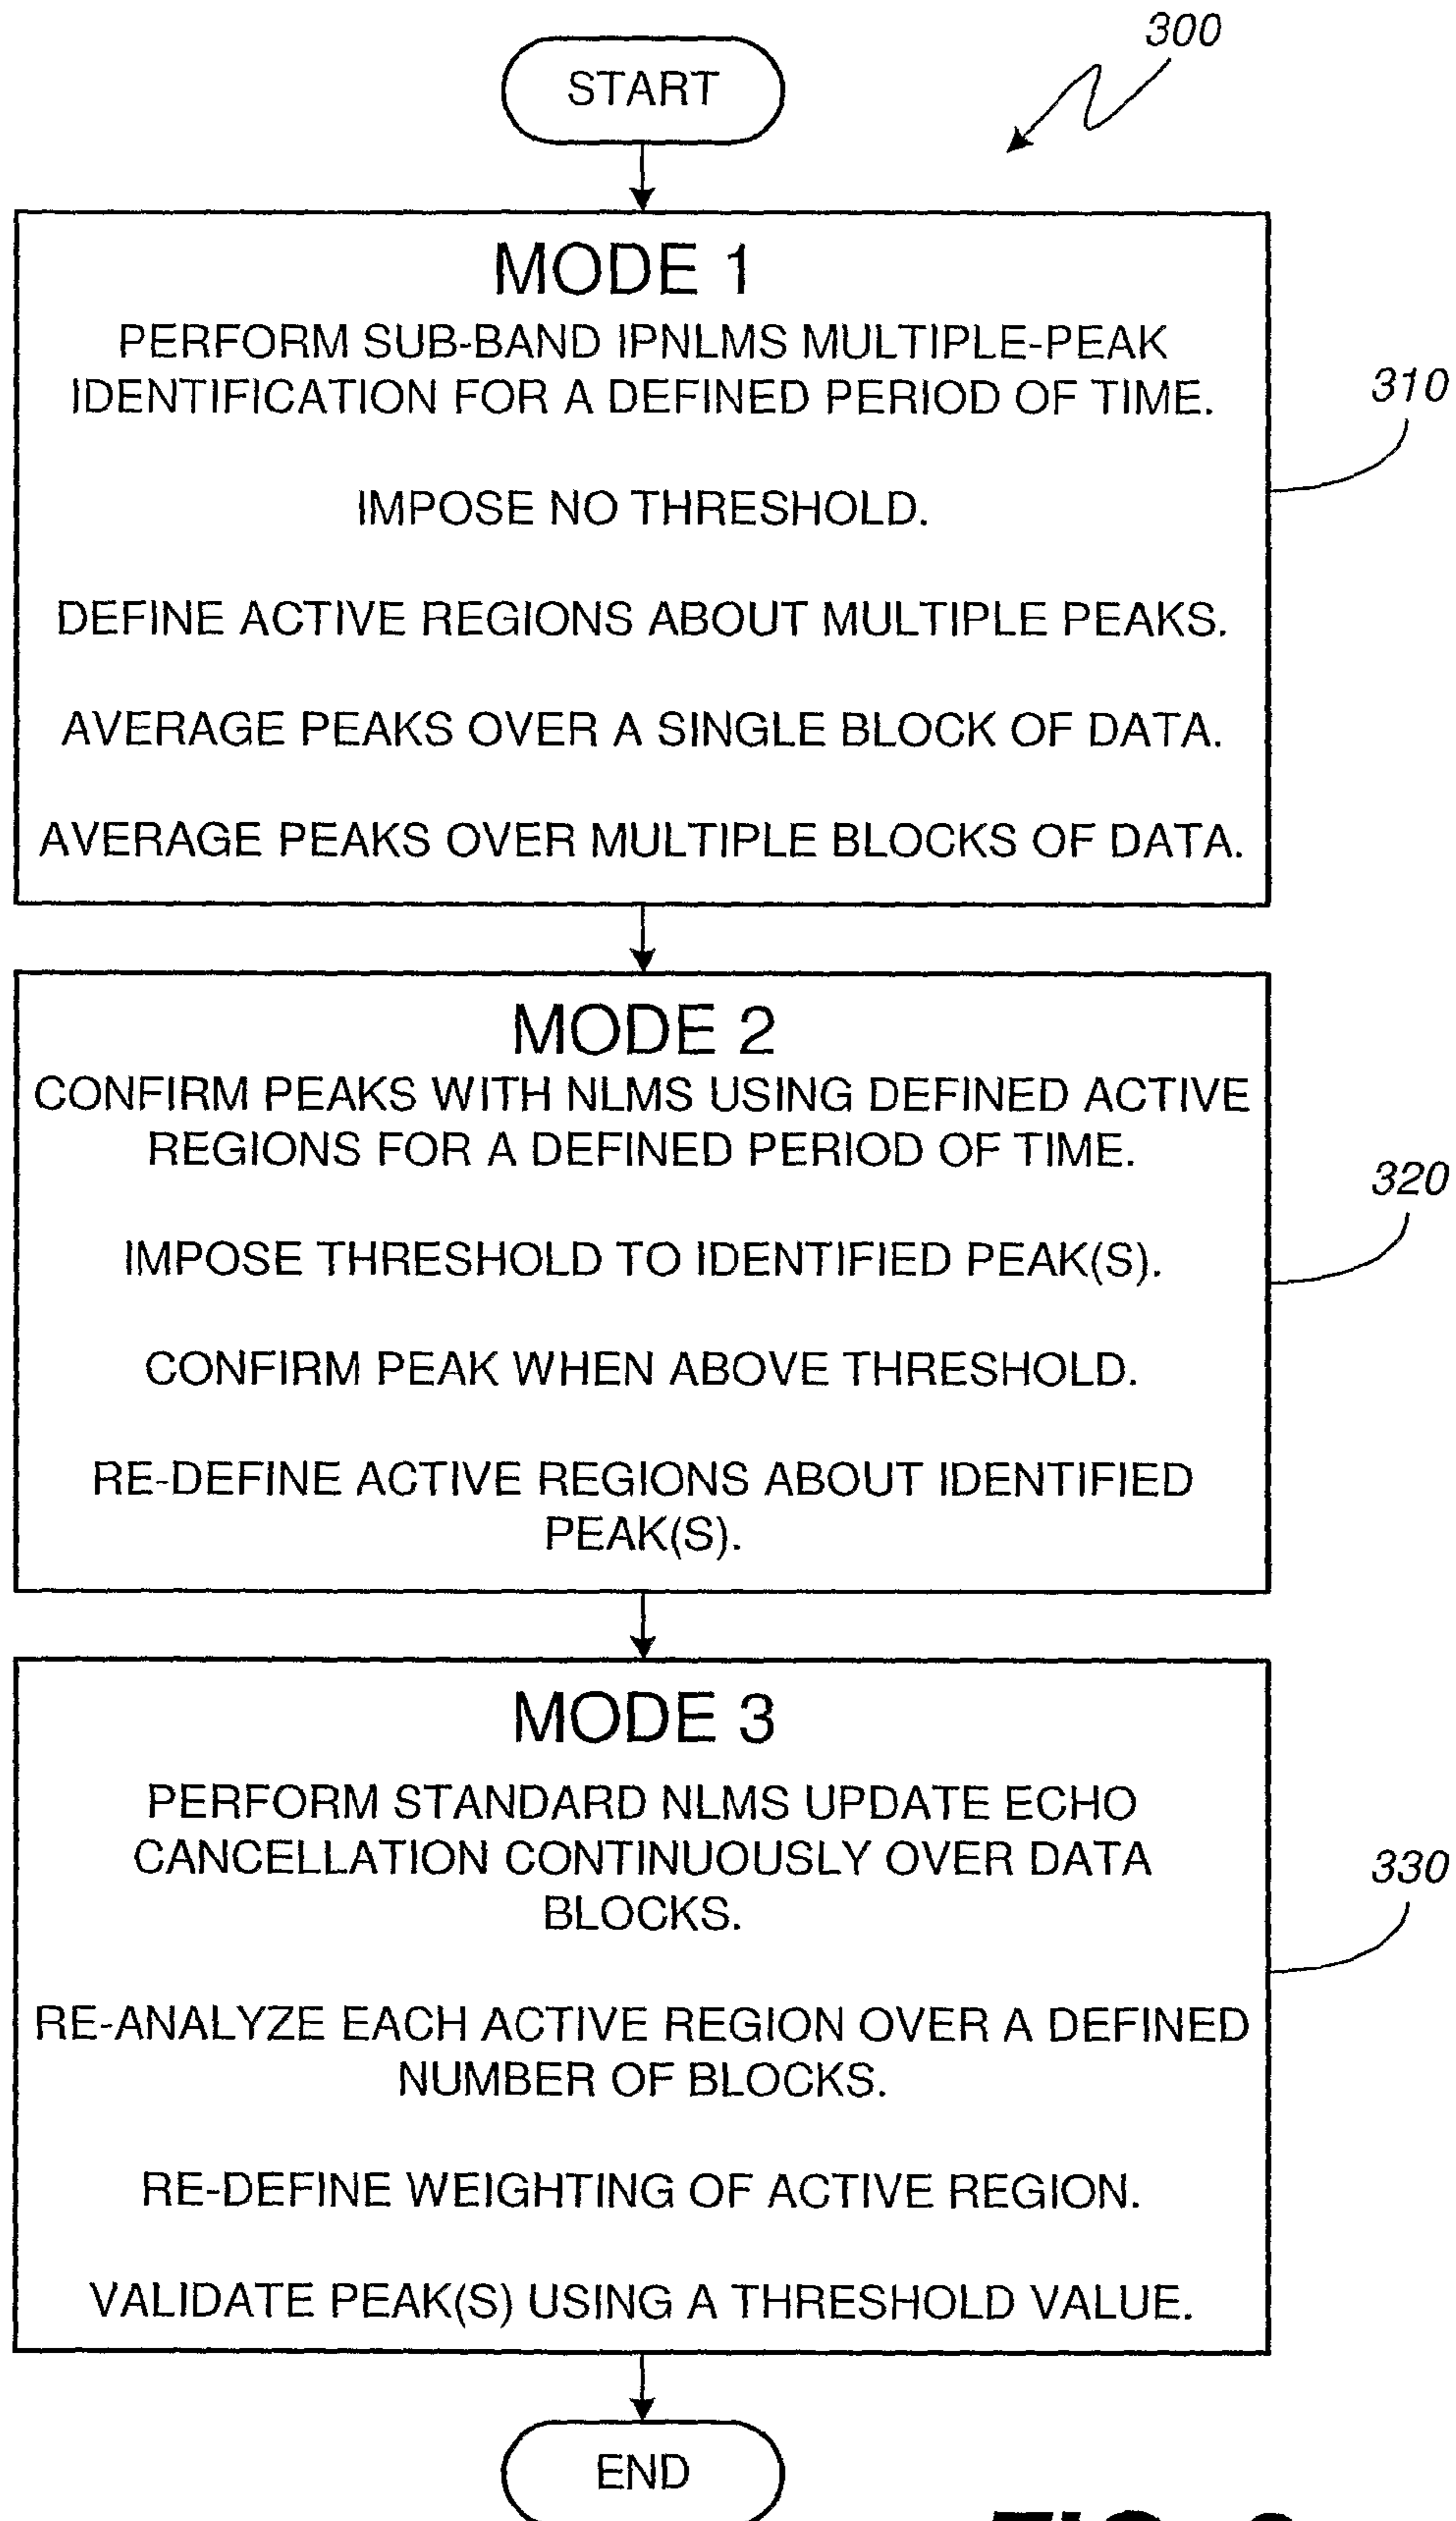 300
START
MODE 1
PERFORM SUB-BAND IPNLMS MULTIPLE-PEAK
IDENTIFICATION FOR A DEFINED PERIOD OF TIME.
310
IMPOSE NO THRESHOLD.
DEFINE ACTIVE REGIONS ABOUT MULTIPLE PEAKS.
AVERAGE PEAKS OVER A SINGLE BLOCK OF DATA.
AVERAGE PEAKS OVER MULTIPLE BLOCKS OF DATA.
MODE 2
CONFIRM PEAKS WITH NLMS USING DEFINED ACTIVE
REGIONS FOR A DEFINED PERIOD OF TIME.
320
IMPOSE THRESHOLD TO IDENTIFIED PEAK(S).
CONFIRM PEAK WHEN ABOVE THRESHOLD.
RE-DEFINE ACTIVE REGIONS ABOUT IDENTIFIED
PEAK(S).
MODE 3
PERFORM STANDARD NLMS UPDATE ECHO
CANCELLATION CONTINUOUSLY OVER DATA
BLOCKS.
330
RE-ANALYZE EACH ACTIVE REGION OVER A DEFINED
NUMBER OF BLOCKS.
RE-DEFINE WEIGHTING OF ACTIVE REGION.
VALIDATE PEAK(S) USING A THRESHOLD VALUE.
END